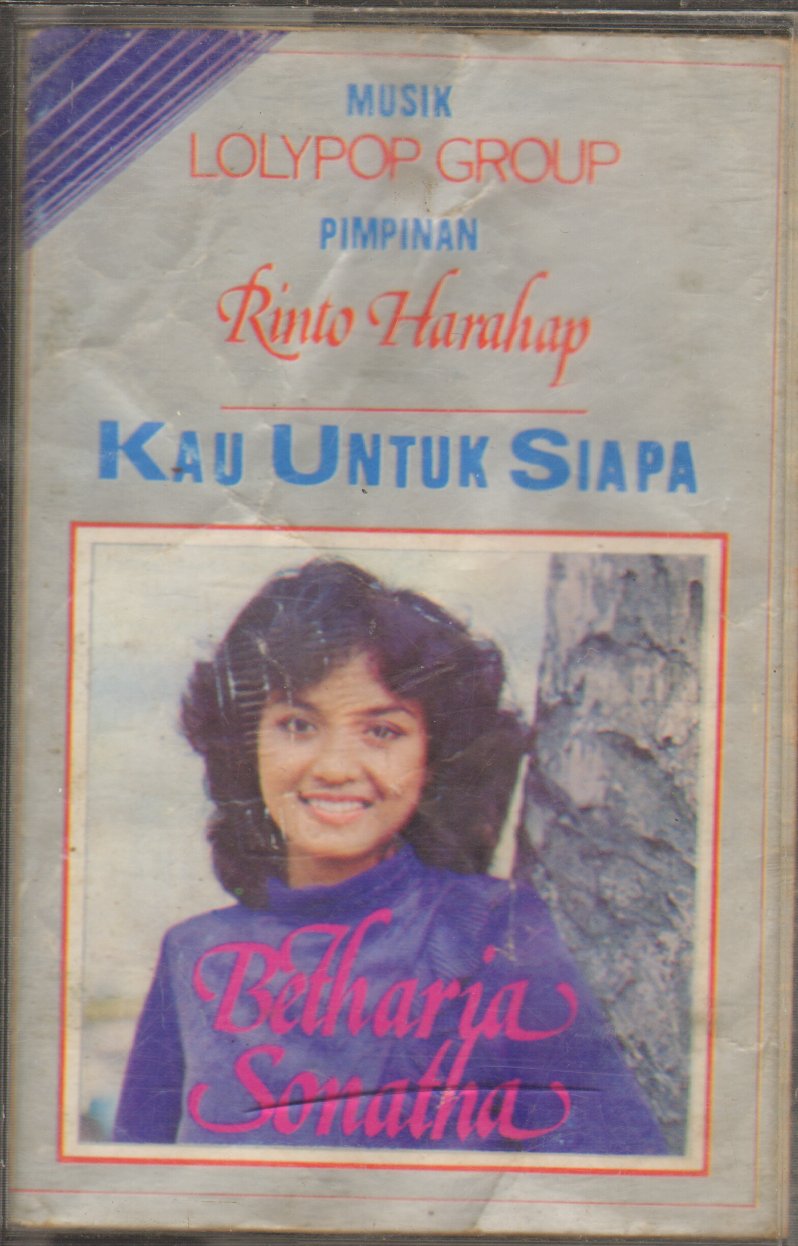 MUSIK
LOLYPOP GROUP
PIMPINAN
Rinto Harahap
KAU UNTUK SIAPA
Betharia
Sonatha